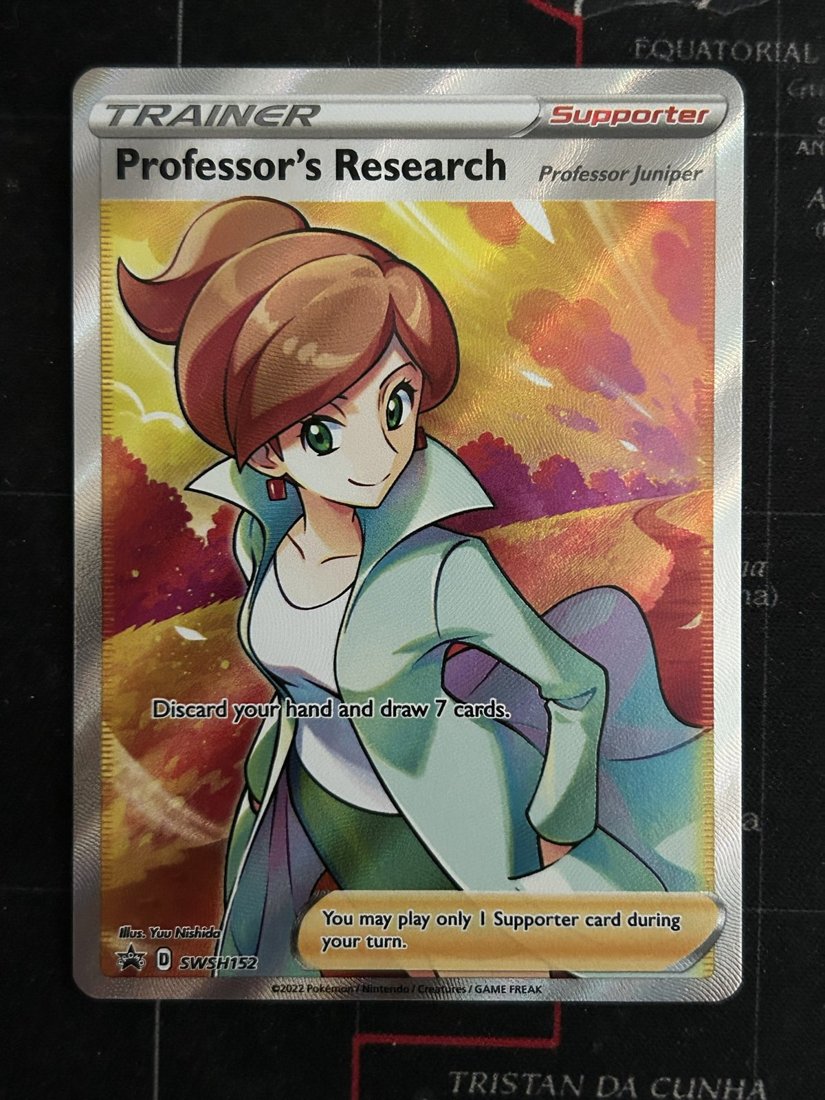 EQUATORIAL
TRAINER
Supporter
Professor's Research
Professor Juniper
Discard your hand and draw 7 cards.
You may play only 1 Supporter card during
your turn.
Illus. Yuu Nishida
D SWSH152
©2022 Pokémon / Nintendo / Creatures / GAME FREAK
TRISTAN DA CUNHA